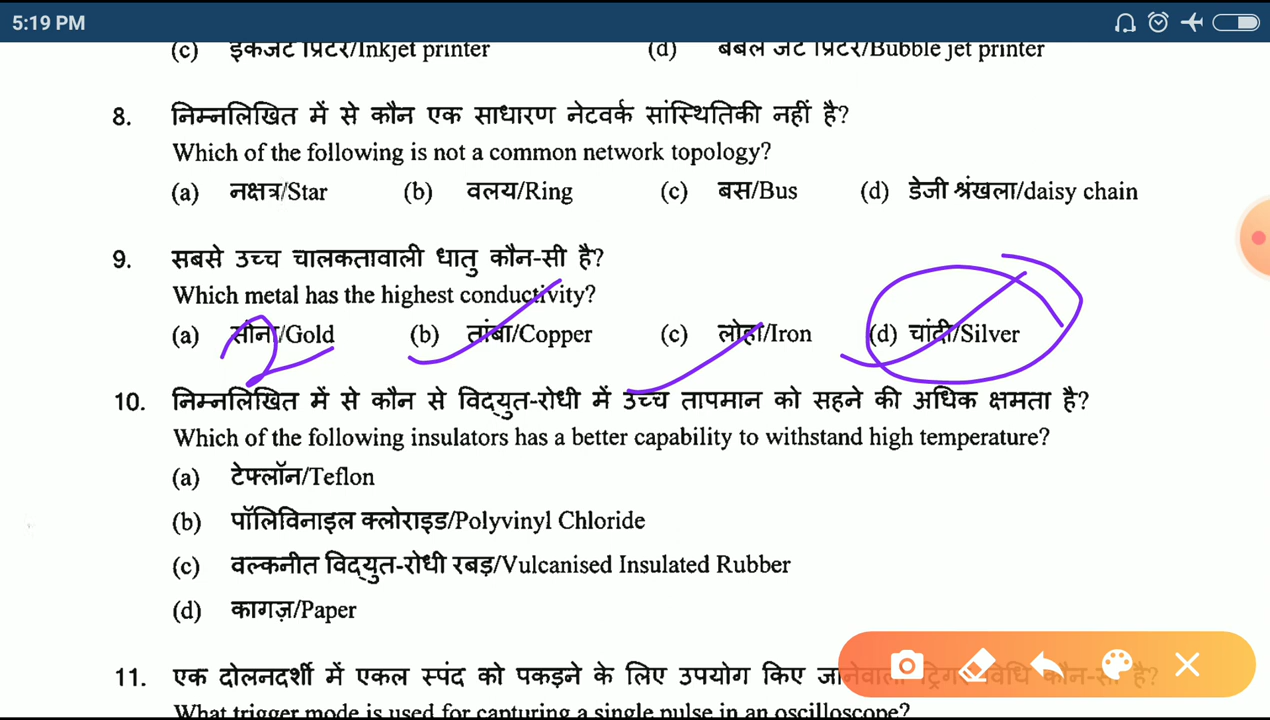 5:19 PM
(c) इंकजेट प्रिंटर/Inkjet printer (d) बबल जेट प्रिंटर/Bubble jet printer
8. निम्नलिखित में से कौन एक साधारण नेटवर्क सांस्थितिकी नहीं है?
Which of the following is not a common network topology?
(a) नक्षत्र/Star (b) वलय/Ring (c) बस/Bus (d) डेजी श्रंखला/daisy chain
9. सबसे उच्च चालकतावाली धातु कौन-सी है?
Which metal has the highest conductivity?
(a) सोना/Gold (b) तांबा/Copper (c) लोहा/Iron (d) चांदी/Silver
10. निम्नलिखित में से कौन से विद्युत-रोधी में उच्च तापमान को सहने की अधिक क्षमता है?
Which of the following insulators has a better capability to withstand high temperature?
(a) टेफ्लॉन/Teflon
(b) पॉलिविनाइल क्लोराइड/Polyvinyl Chloride
(c) वल्कनीत विद्युत-रोधी रबड़/Vulcanised Insulated Rubber
(d) कागज़/Paper
11. एक दोलनदर्शी में एकल स्पंद को पकड़ने के लिए उपयोग किए जानेवाला ट्रिगर विधि कौन-सा है?
What trigger mode is used for capturing a single pulse in an oscilloscope?